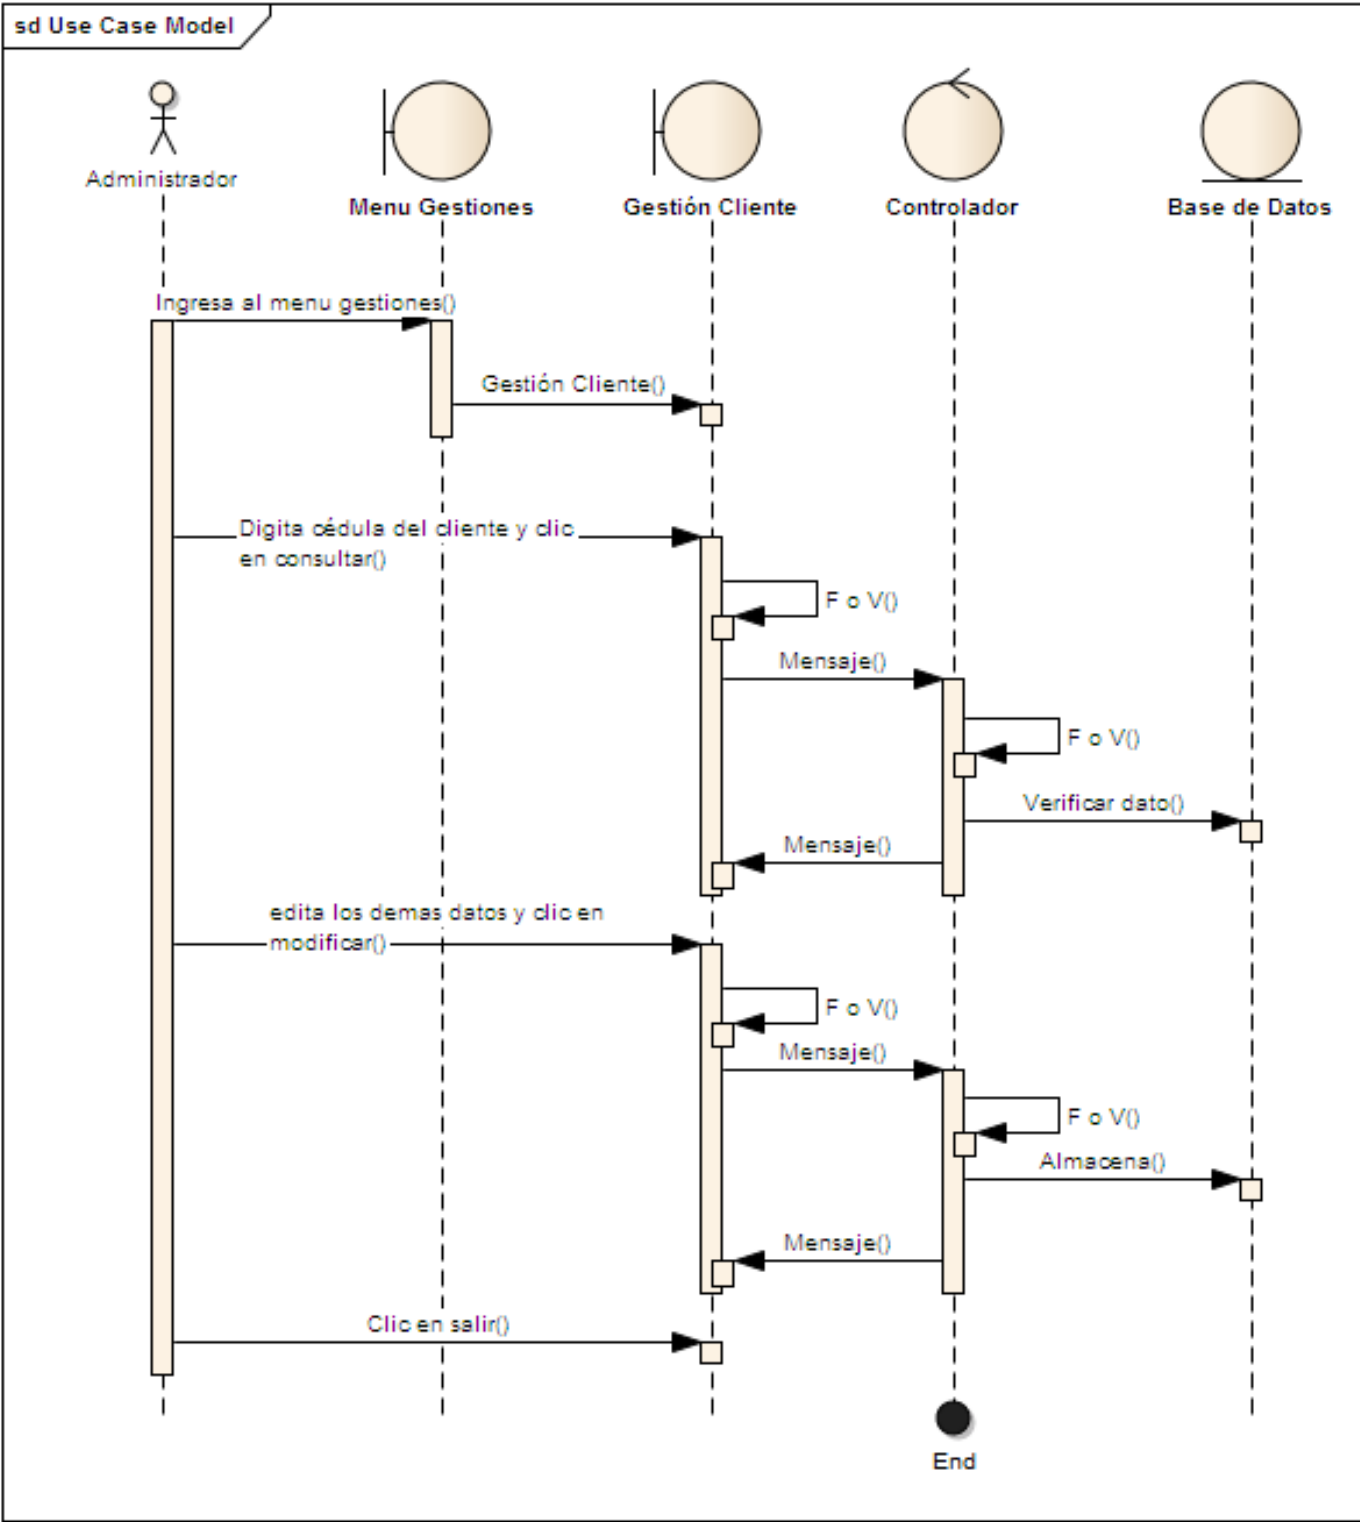 sd Use Case Model
Administrador
Menu Gestiones
Gestión Cliente
Controlador
Base de Datos
Ingresa al menu gestiones()
Gestión Cliente()
Digita cédula del cliente y clic
en consultar()
F o V()
Mensaje()
F o V()
Verificar dato()
Mensaje()
edita los demas datos y clic en
modificar()
F o V()
Mensaje()
F o V()
Almacena()
Mensaje()
Clic en salir()
End